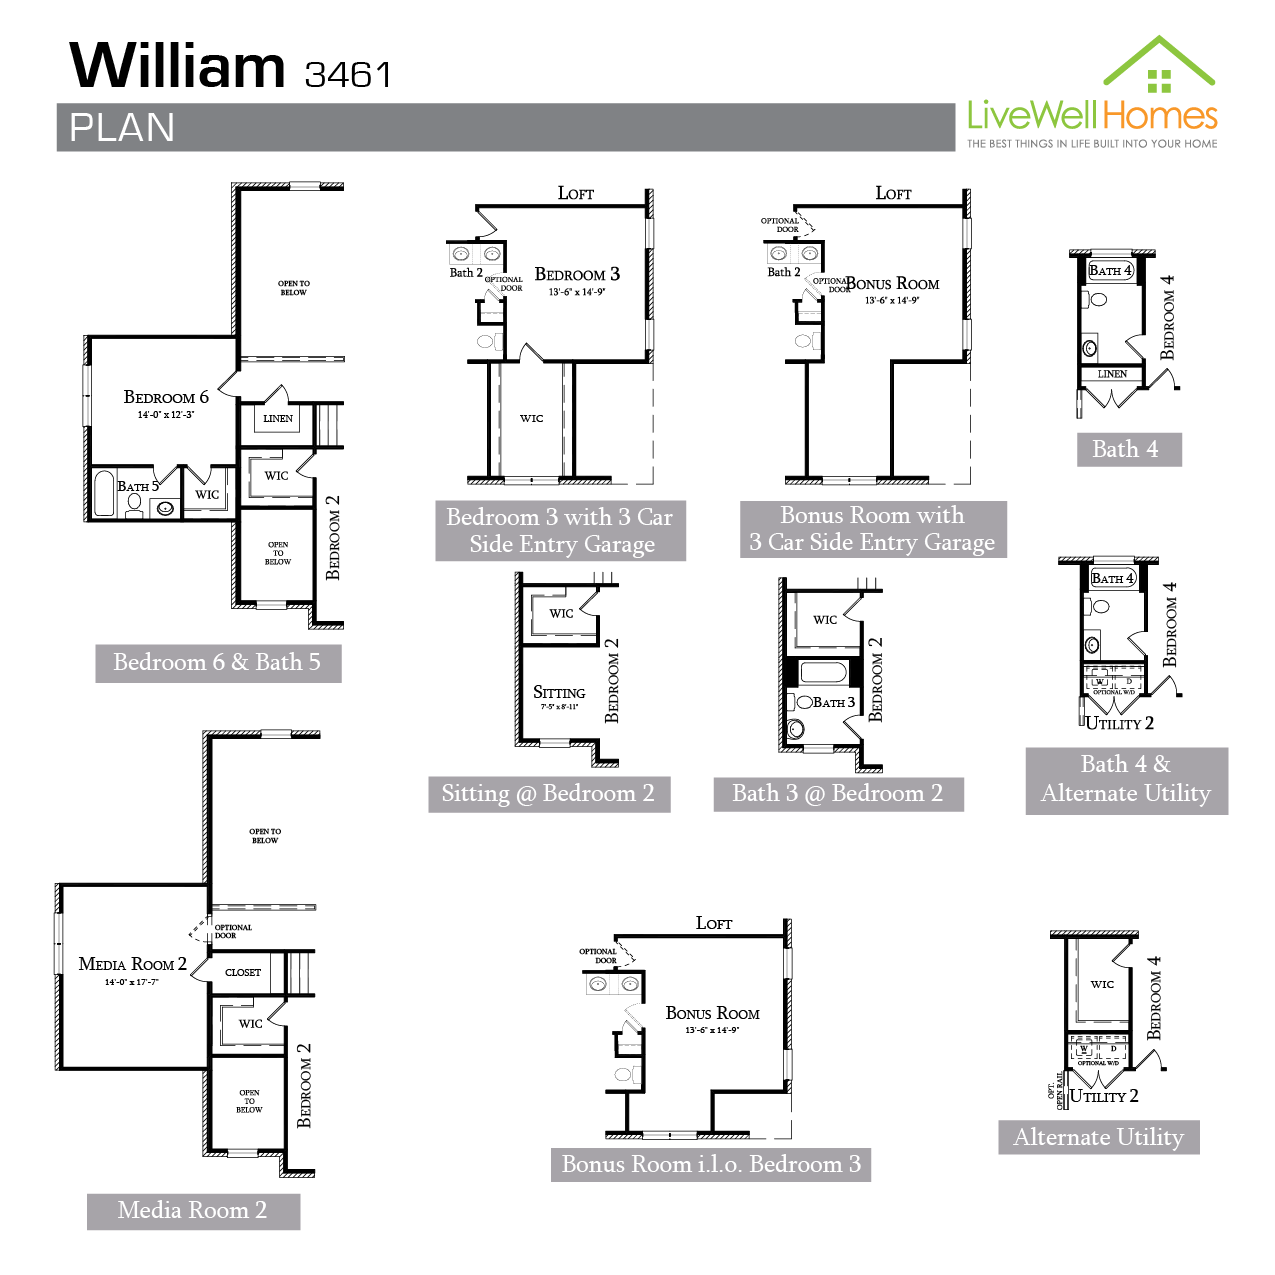 William 3461
PLAN
LiveWell Homes
THE BEST THINGS IN LIFE BUILT INTO YOUR HOME
OPEN TO
BELOW
BEDROOM 6
14'-0" x 12'-3"
LINEN
WIC
BATH 5
WIC
OPEN
TO
BELOW
BEDROOM 2
Bedroom 6 & Bath 5
LOFT
Bath 2
OPTIONAL
DOOR
BEDROOM 3
13'-6" x 14'-9"
WIC
Bedroom 3 with 3 Car
Side Entry Garage
LOFT
OPTIONAL
DOOR
Bath 2
OPTIONAL
DOOR
BONUS ROOM
13'-6" x 14'-9"
Bonus Room with
3 Car Side Entry Garage
BATH 4
BEDROOM 4
LINEN
Bath 4
WIC
SITTING
7'-5" x 8'-11"
BEDROOM 2
Sitting @ Bedroom 2
WIC
BATH 3
BEDROOM 2
Bath 3 @ Bedroom 2
BATH 4
BEDROOM 4
W D
OPTIONAL W/D
UTILITY 2
Bath 4 &
Alternate Utility
OPEN TO
BELOW
OPTIONAL
DOOR
MEDIA ROOM 2
14'-0" x 17'-7"
CLOSET
WIC
OPEN
TO
BELOW
BEDROOM 2
Media Room 2
LOFT
OPTIONAL
DOOR
BONUS ROOM
13'-6" x 14'-9"
Bonus Room i.l.o. Bedroom 3
WIC
BEDROOM 4
W D
OPTIONAL W/D
OPT.
OPEN RAIL
UTILITY 2
Alternate Utility